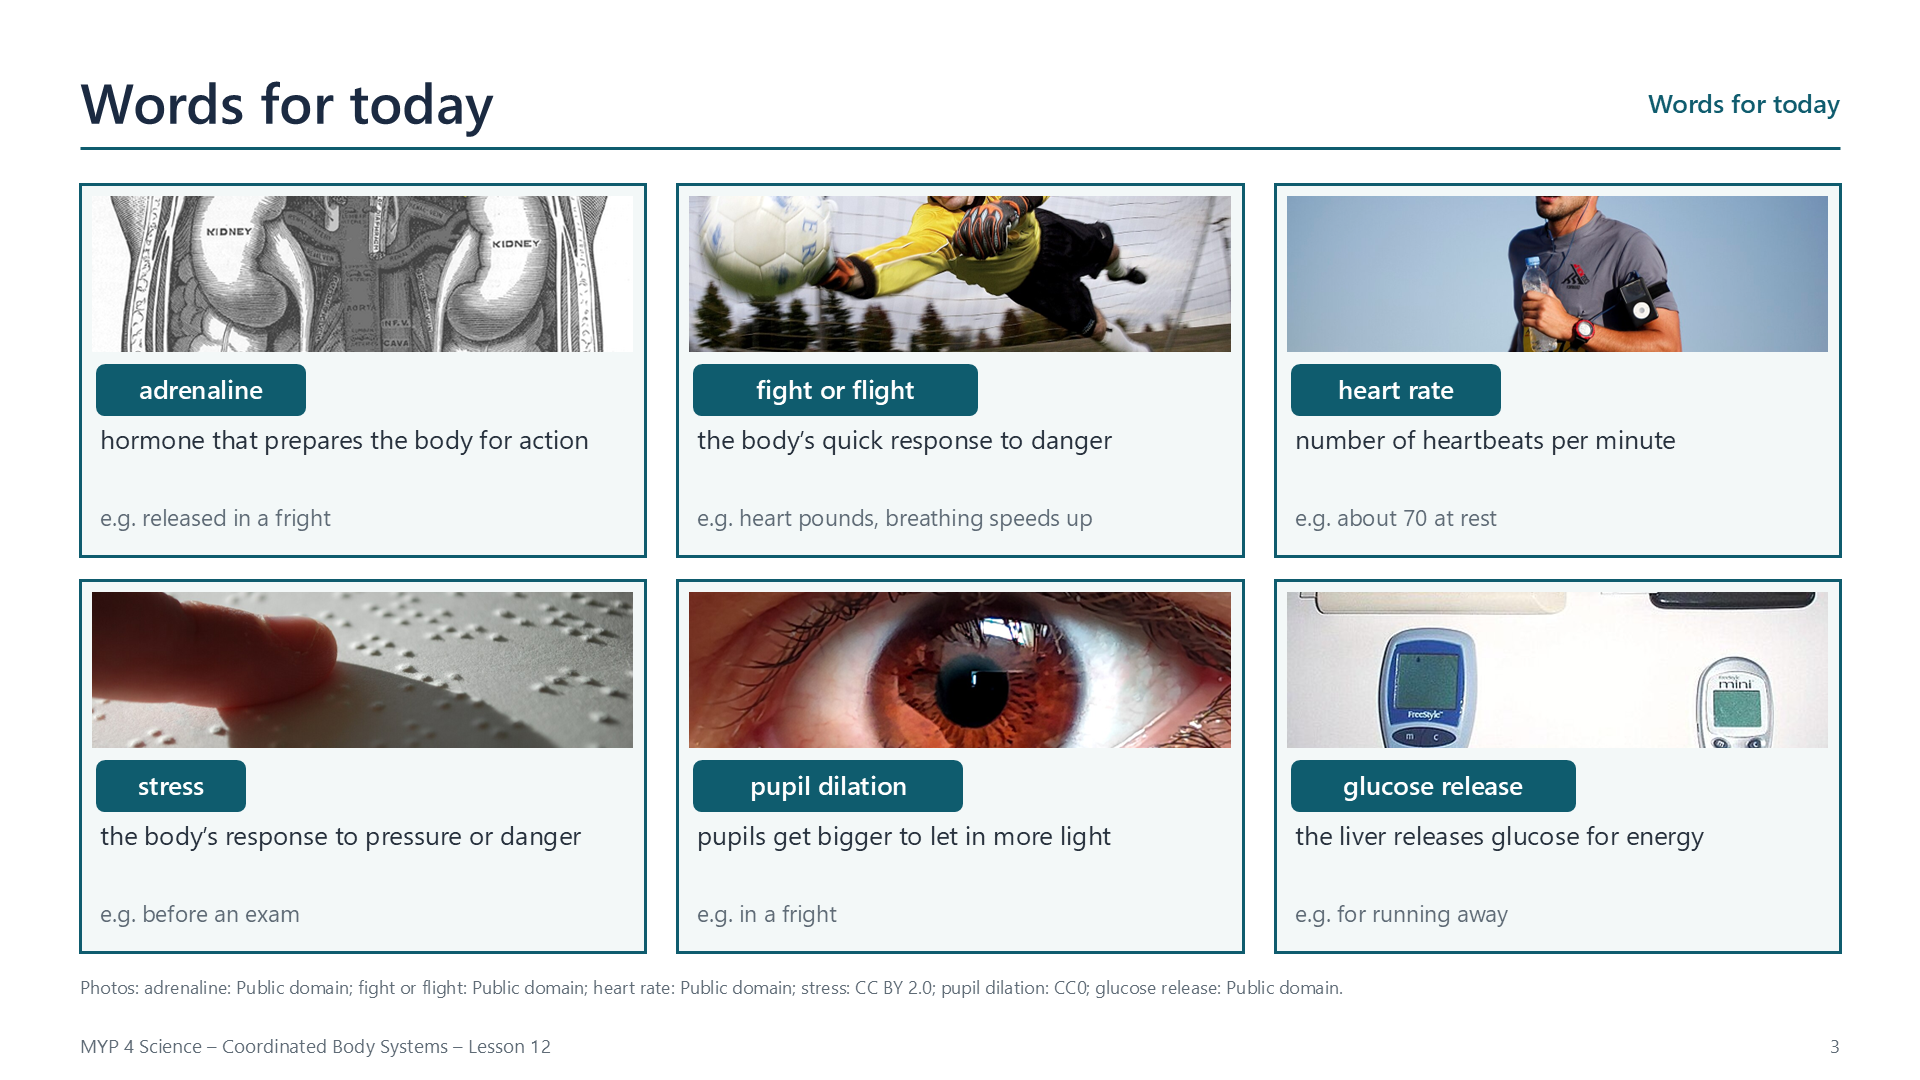 Words for today
Words for today
KIDNEY
KIDNEY
AORTA
INF. V.
CAVA
adrenaline
hormone that prepares the body for action
e.g. released in a fright
fight or flight
the body’s quick response to danger
e.g. heart pounds, breathing speeds up
heart rate
number of heartbeats per minute
e.g. about 70 at rest
FreeStyle
m c
FreeStyle
mini
stress
the body’s response to pressure or danger
e.g. before an exam
pupil dilation
pupils get bigger to let in more light
e.g. in a fright
glucose release
the liver releases glucose for energy
e.g. for running away
Photos: adrenaline: Public domain; fight or flight: Public domain; heart rate: Public domain; stress: CC BY 2.0; pupil dilation: CC0; glucose release: Public domain.
MYP 4 Science – Coordinated Body Systems – Lesson 12
3